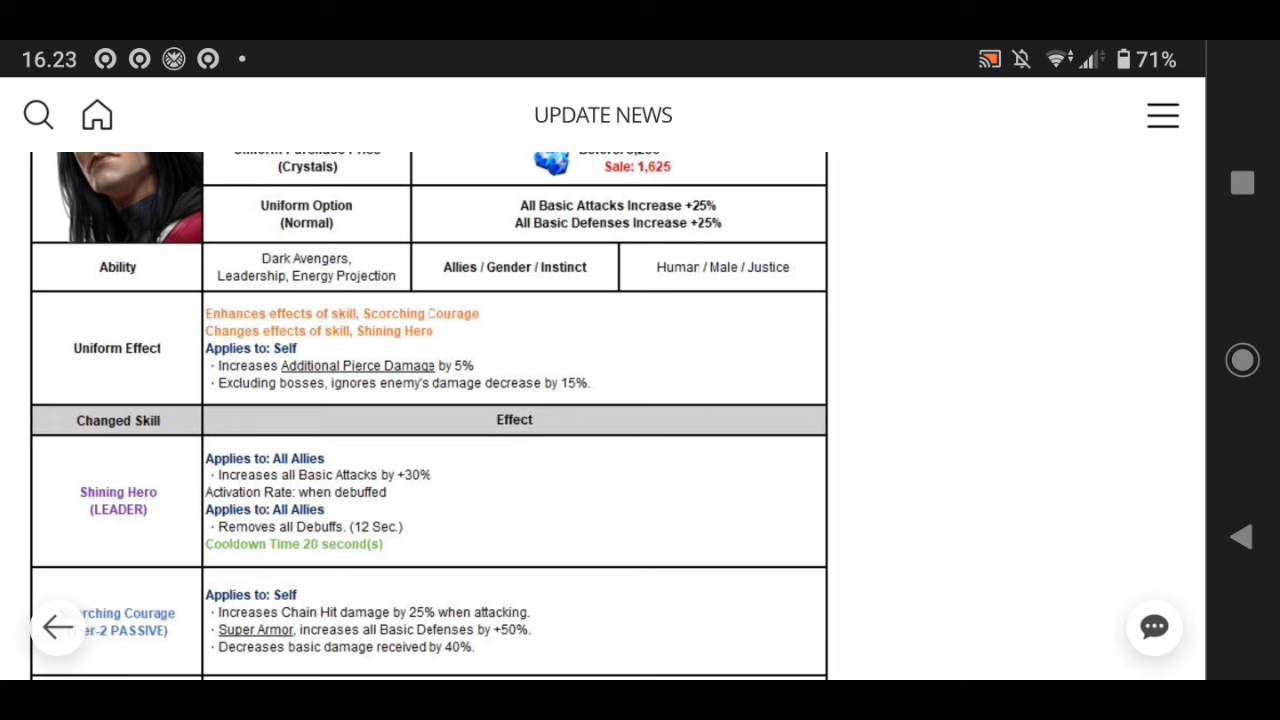 16.23
71%
UPDATE NEWS
(Crystals)
Sale: 1,625
Uniform Option
(Normal)
All Basic Attacks Increase +25%
All Basic Defenses Increase +25%
Ability
Dark Avengers,
Leadership, Energy Projection
Allies / Gender / Instinct
Human / Male / Justice
Uniform Effect
Enhances effects of skill, Scorching Courage
Changes effects of skill, Shining Hero
Applies to: Self
· Increases Additional Pierce Damage by 5%
· Excluding bosses, ignores enemy's damage decrease by 15%.
Changed Skill
Effect
Shining Hero
(LEADER)
Applies to: All Allies
· Increases all Basic Attacks by +30%
Activation Rate: when debuffed
Applies to: All Allies
· Removes all Debuffs. (12 Sec.)
Cooldown Time 20 second(s)
Scorching Courage
(Tier-2 PASSIVE)
Applies to: Self
· Increases Chain Hit damage by 25% when attacking.
· Super Armor, increases all Basic Defenses by +50%.
· Decreases basic damage received by 40%.